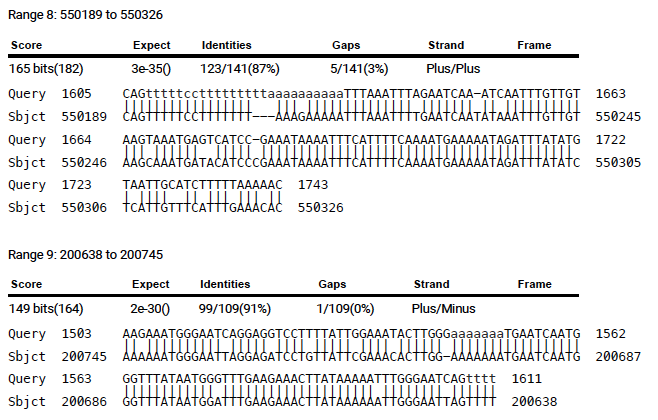 Range 8: 550189 to 550326
Score Expect Identities Gaps Strand Frame
165 bits(182) 3e-35() 123/141(87%) 5/141(3%) Plus/Plus
Query 1605 CAGtttttcctttttttttaaaaaaaaaaTTTAAATTTAGAATCAA-ATCAATTTGTTGT 1663
Sbjct 550189 CAGTTTTTCCTTTTTTT---AAAGAAAAATTTAAATTTTGAATCAATATAAATTTGTTGT 550245
Query 1664 AAGTAAATGAGTCATCC-GAAATAAAATTTCATTTTCAAAATGAAAAATAGATTTATATG 1722
Sbjct 550246 AAGCAAATGATACATCCCGAAATAAAATTTCATTTTCAAAATGAAAAATAGATTTATATC 550305
Query 1723 TAATTGCATCTTTTTAAAAAC 1743
Sbjct 550306 TCATTGTTTCATTTGAAACAC 550326
Range 9: 200638 to 200745
Score Expect Identities Gaps Strand Frame
149 bits(164) 2e-30() 99/109(91%) 1/109(0%) Plus/Minus
Query 1503 AAGAAATGGGAATCAGGAGGTCCTTTTATTGGAAATACTTGGGaaaaaaaTGAATCAATG 1562
Sbjct 200745 AAAAAATGGGAATTAGGAGATCCTGTTATTCGAAACACTTGG-AAAAAAATGAATCAATG 200687
Query 1563 GGTTTATAATGGGTTTGAAGAAACTTATAAAAATTTGGGAATCAGtttt 1611
Sbjct 200686 GGTTTATAATGGATTTGAAGAAACTTATAAAAAATTGGGAATTAGTTTT 200638